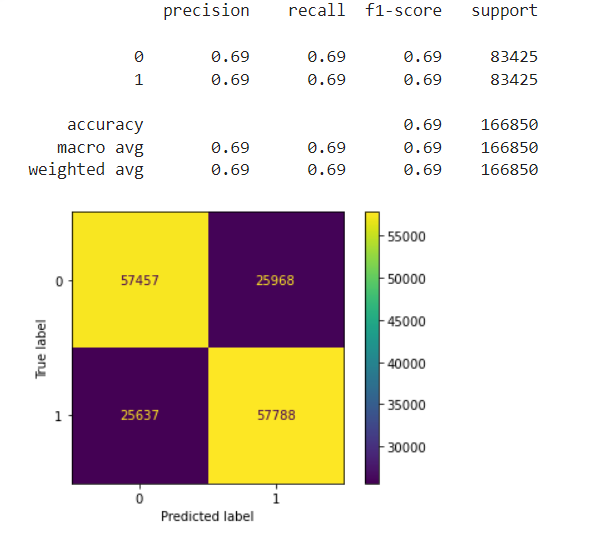 precision recall f1-score support
0 0.69 0.69 0.69 83425
1 0.69 0.69 0.69 83425
accuracy 0.69 166850
macro avg 0.69 0.69 0.69 166850
weighted avg 0.69 0.69 0.69 166850
55000
50000
45000
40000
35000
30000
True label
0
57457 25968
1
25637 57788
0 1
Predicted label